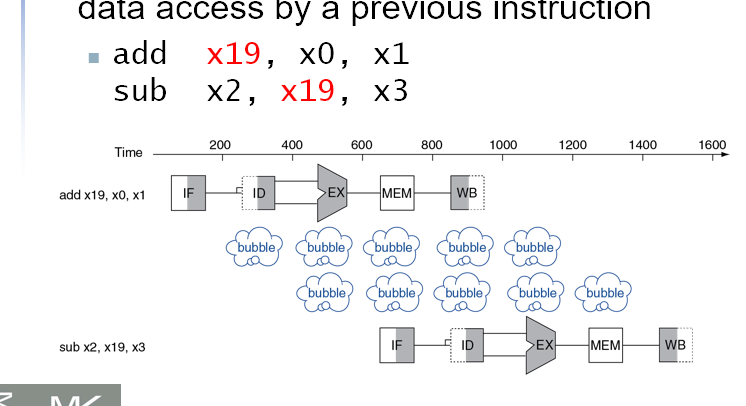 data access by a previous instruction
add x19, x0, x1
sub x2, x19, x3
Time 200 400 600 800 1000 1200 1400 1600
add x19, x0, x1 IF ID EX MEM WB
bubble bubble bubble bubble bubble
bubble bubble bubble bubble bubble
sub x2, x19, x3 IF ID EX MEM WB